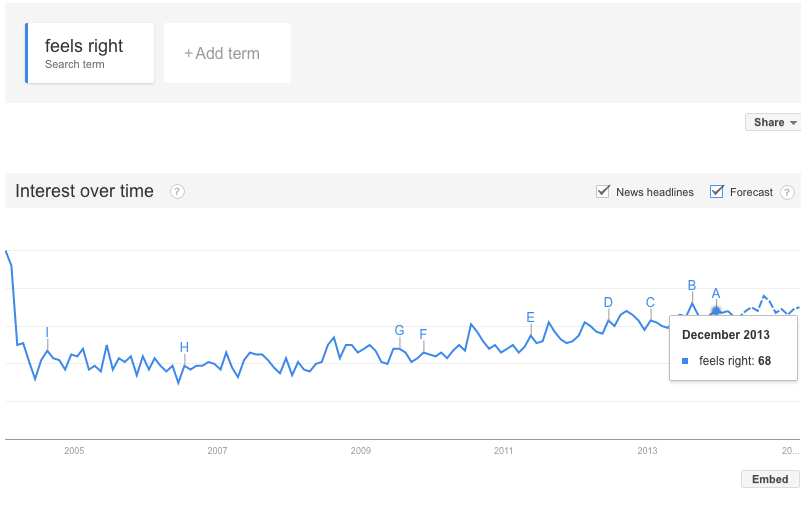 feels right
Search term
+ Add term
Share
Interest over time
?
News headlines
Forecast
?
I
H
G
F
E
D
C
B
A
December 2013
feels right: 68
2005
2007
2009
2011
2013
20...
Embed